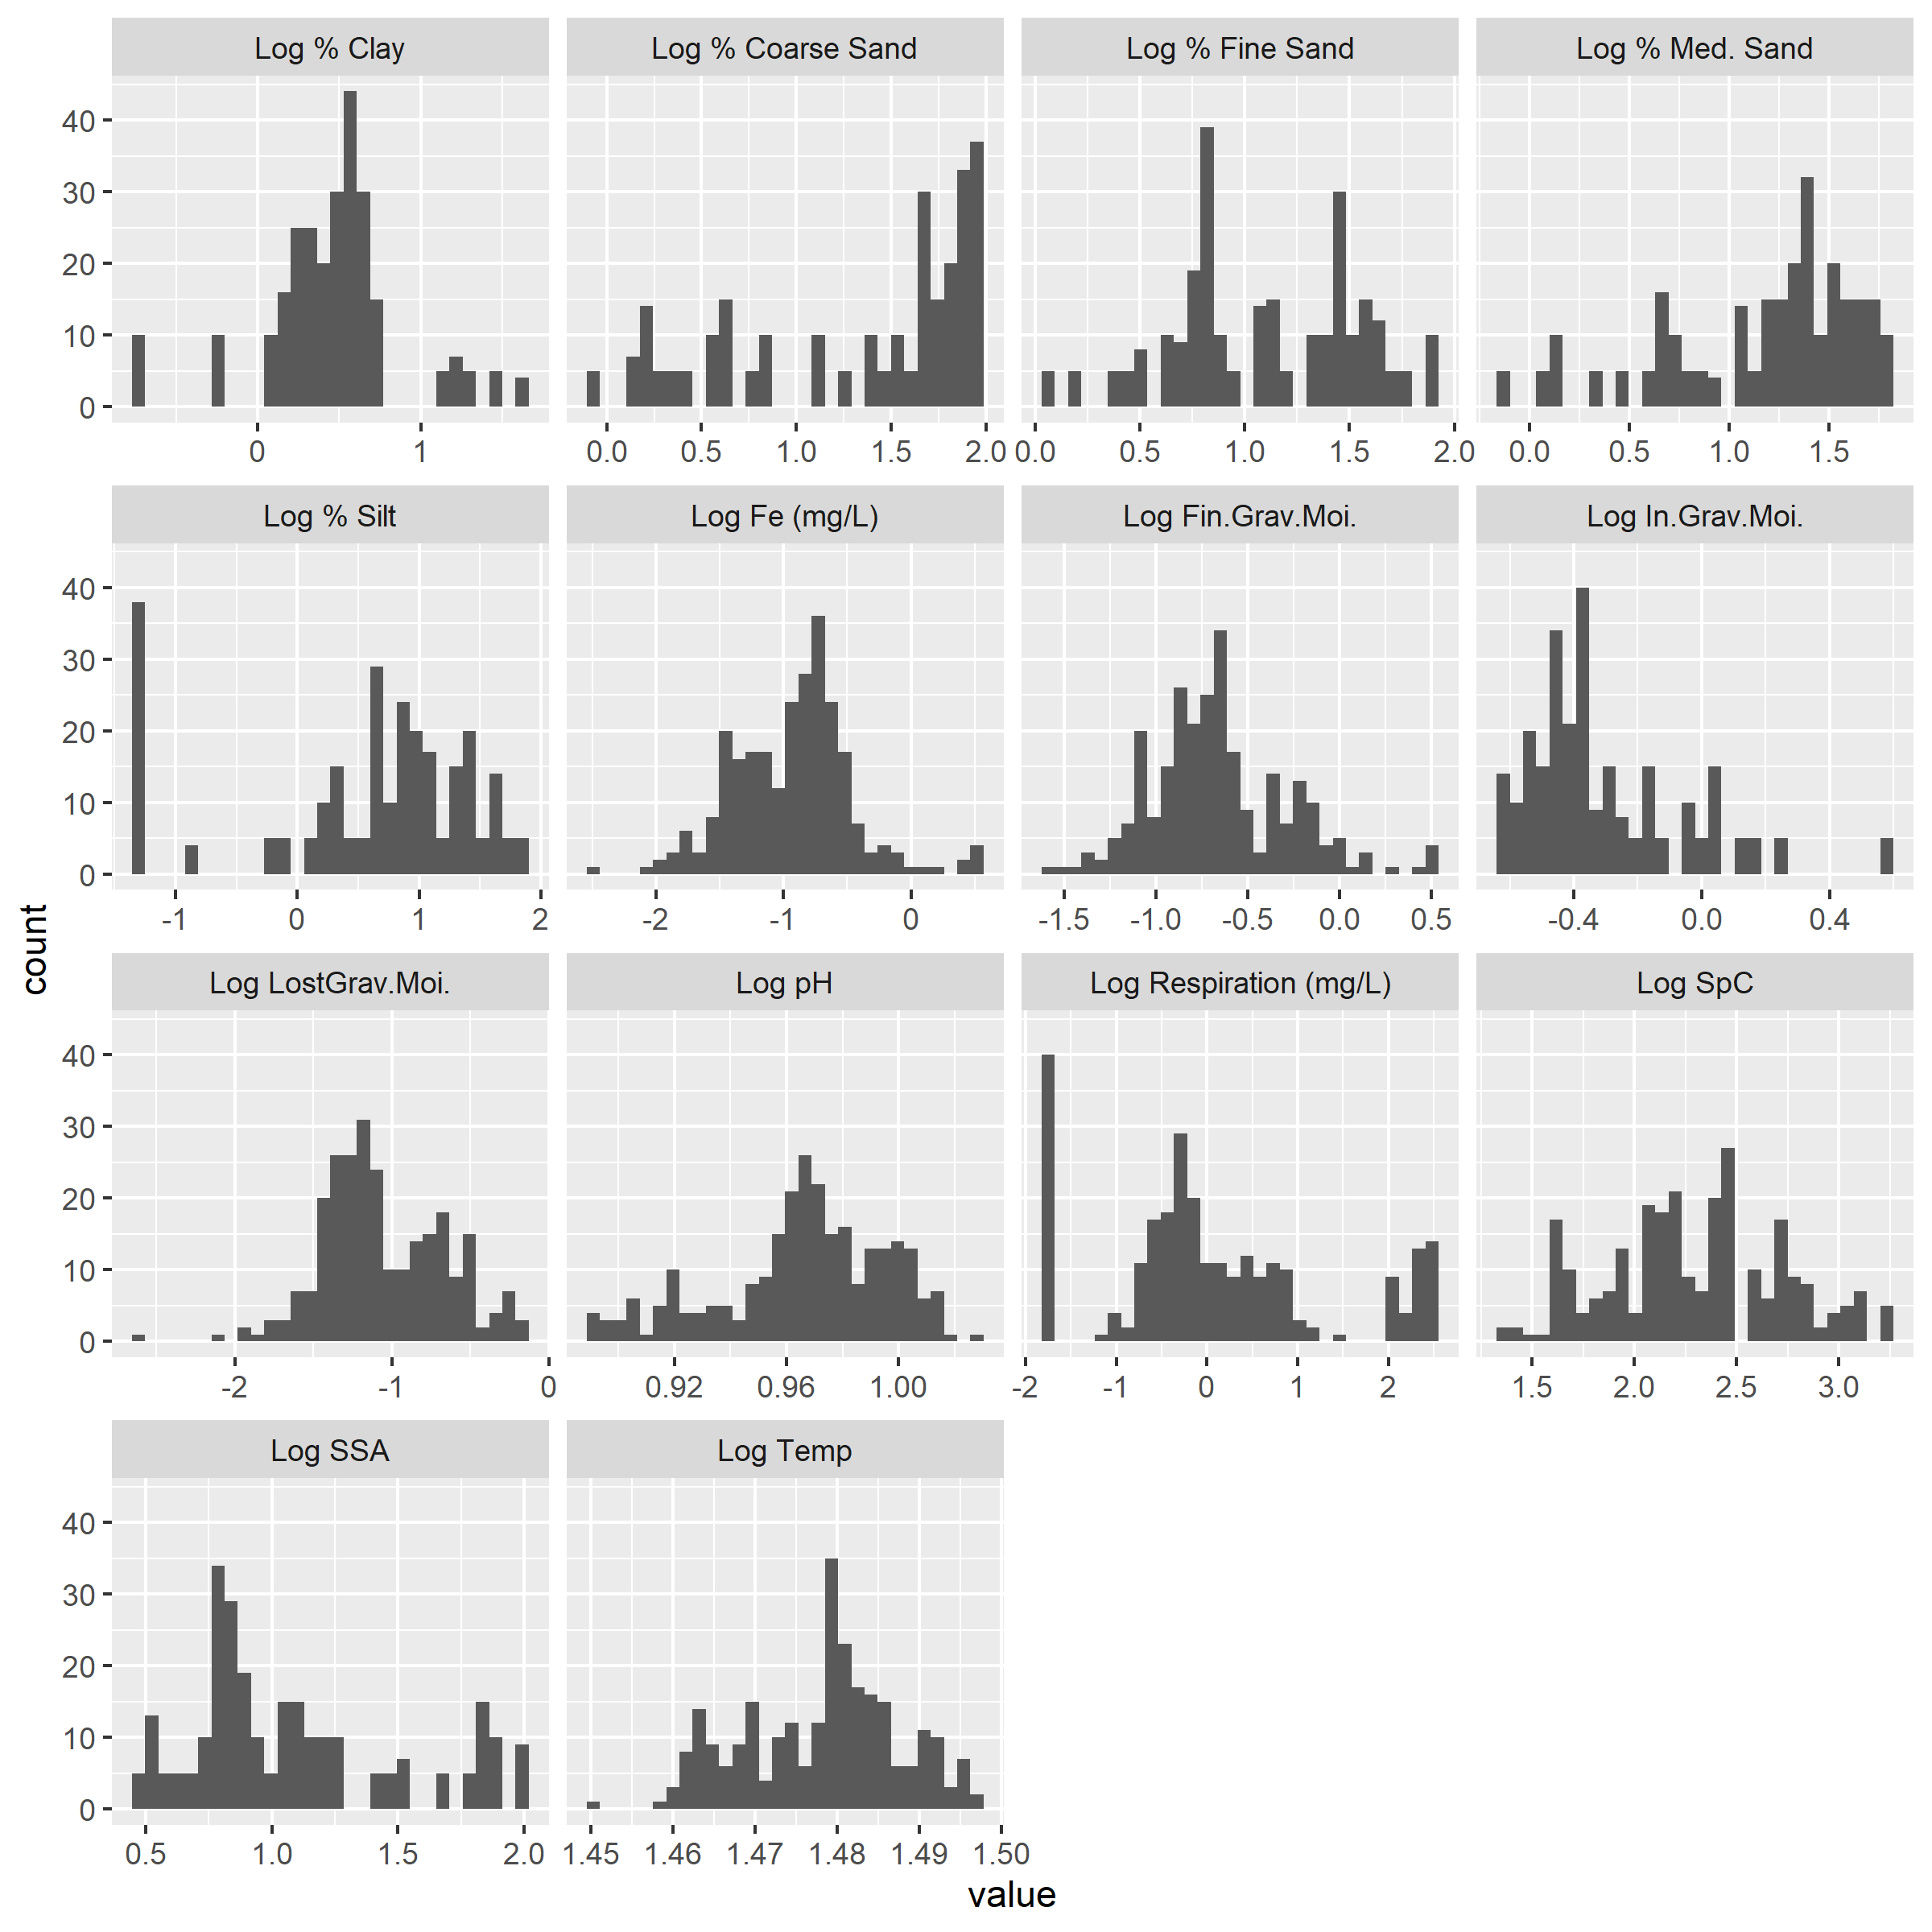 Log % Clay Log % Coarse Sand Log % Fine Sand Log % Med. Sand
40
30
20
10
0
0 1 0.0 0.5 1.0 1.5 2.0 0.0 0.5 1.0 1.5 2.0 0.0 0.5 1.0 1.5
Log % Silt Log Fe (mg/L) Log Fin.Grav.Moi. Log In.Grav.Moi.
40
30
20
10
0
-1 0 1 2 -2 -1 0 -1.5 -1.0 -0.5 0.0 0.5 -0.4 0.0 0.4
count
Log LostGrav.Moi. Log pH Log Respiration (mg/L) Log SpC
40
30
20
10
0
-2 -1 0 0.92 0.96 1.00 -2 -1 0 1 2 1.5 2.0 2.5 3.0
Log SSA Log Temp
40
30
20
10
0
0.5 1.0 1.5 2.0 1.45 1.46 1.47 1.48 1.49 1.50
value